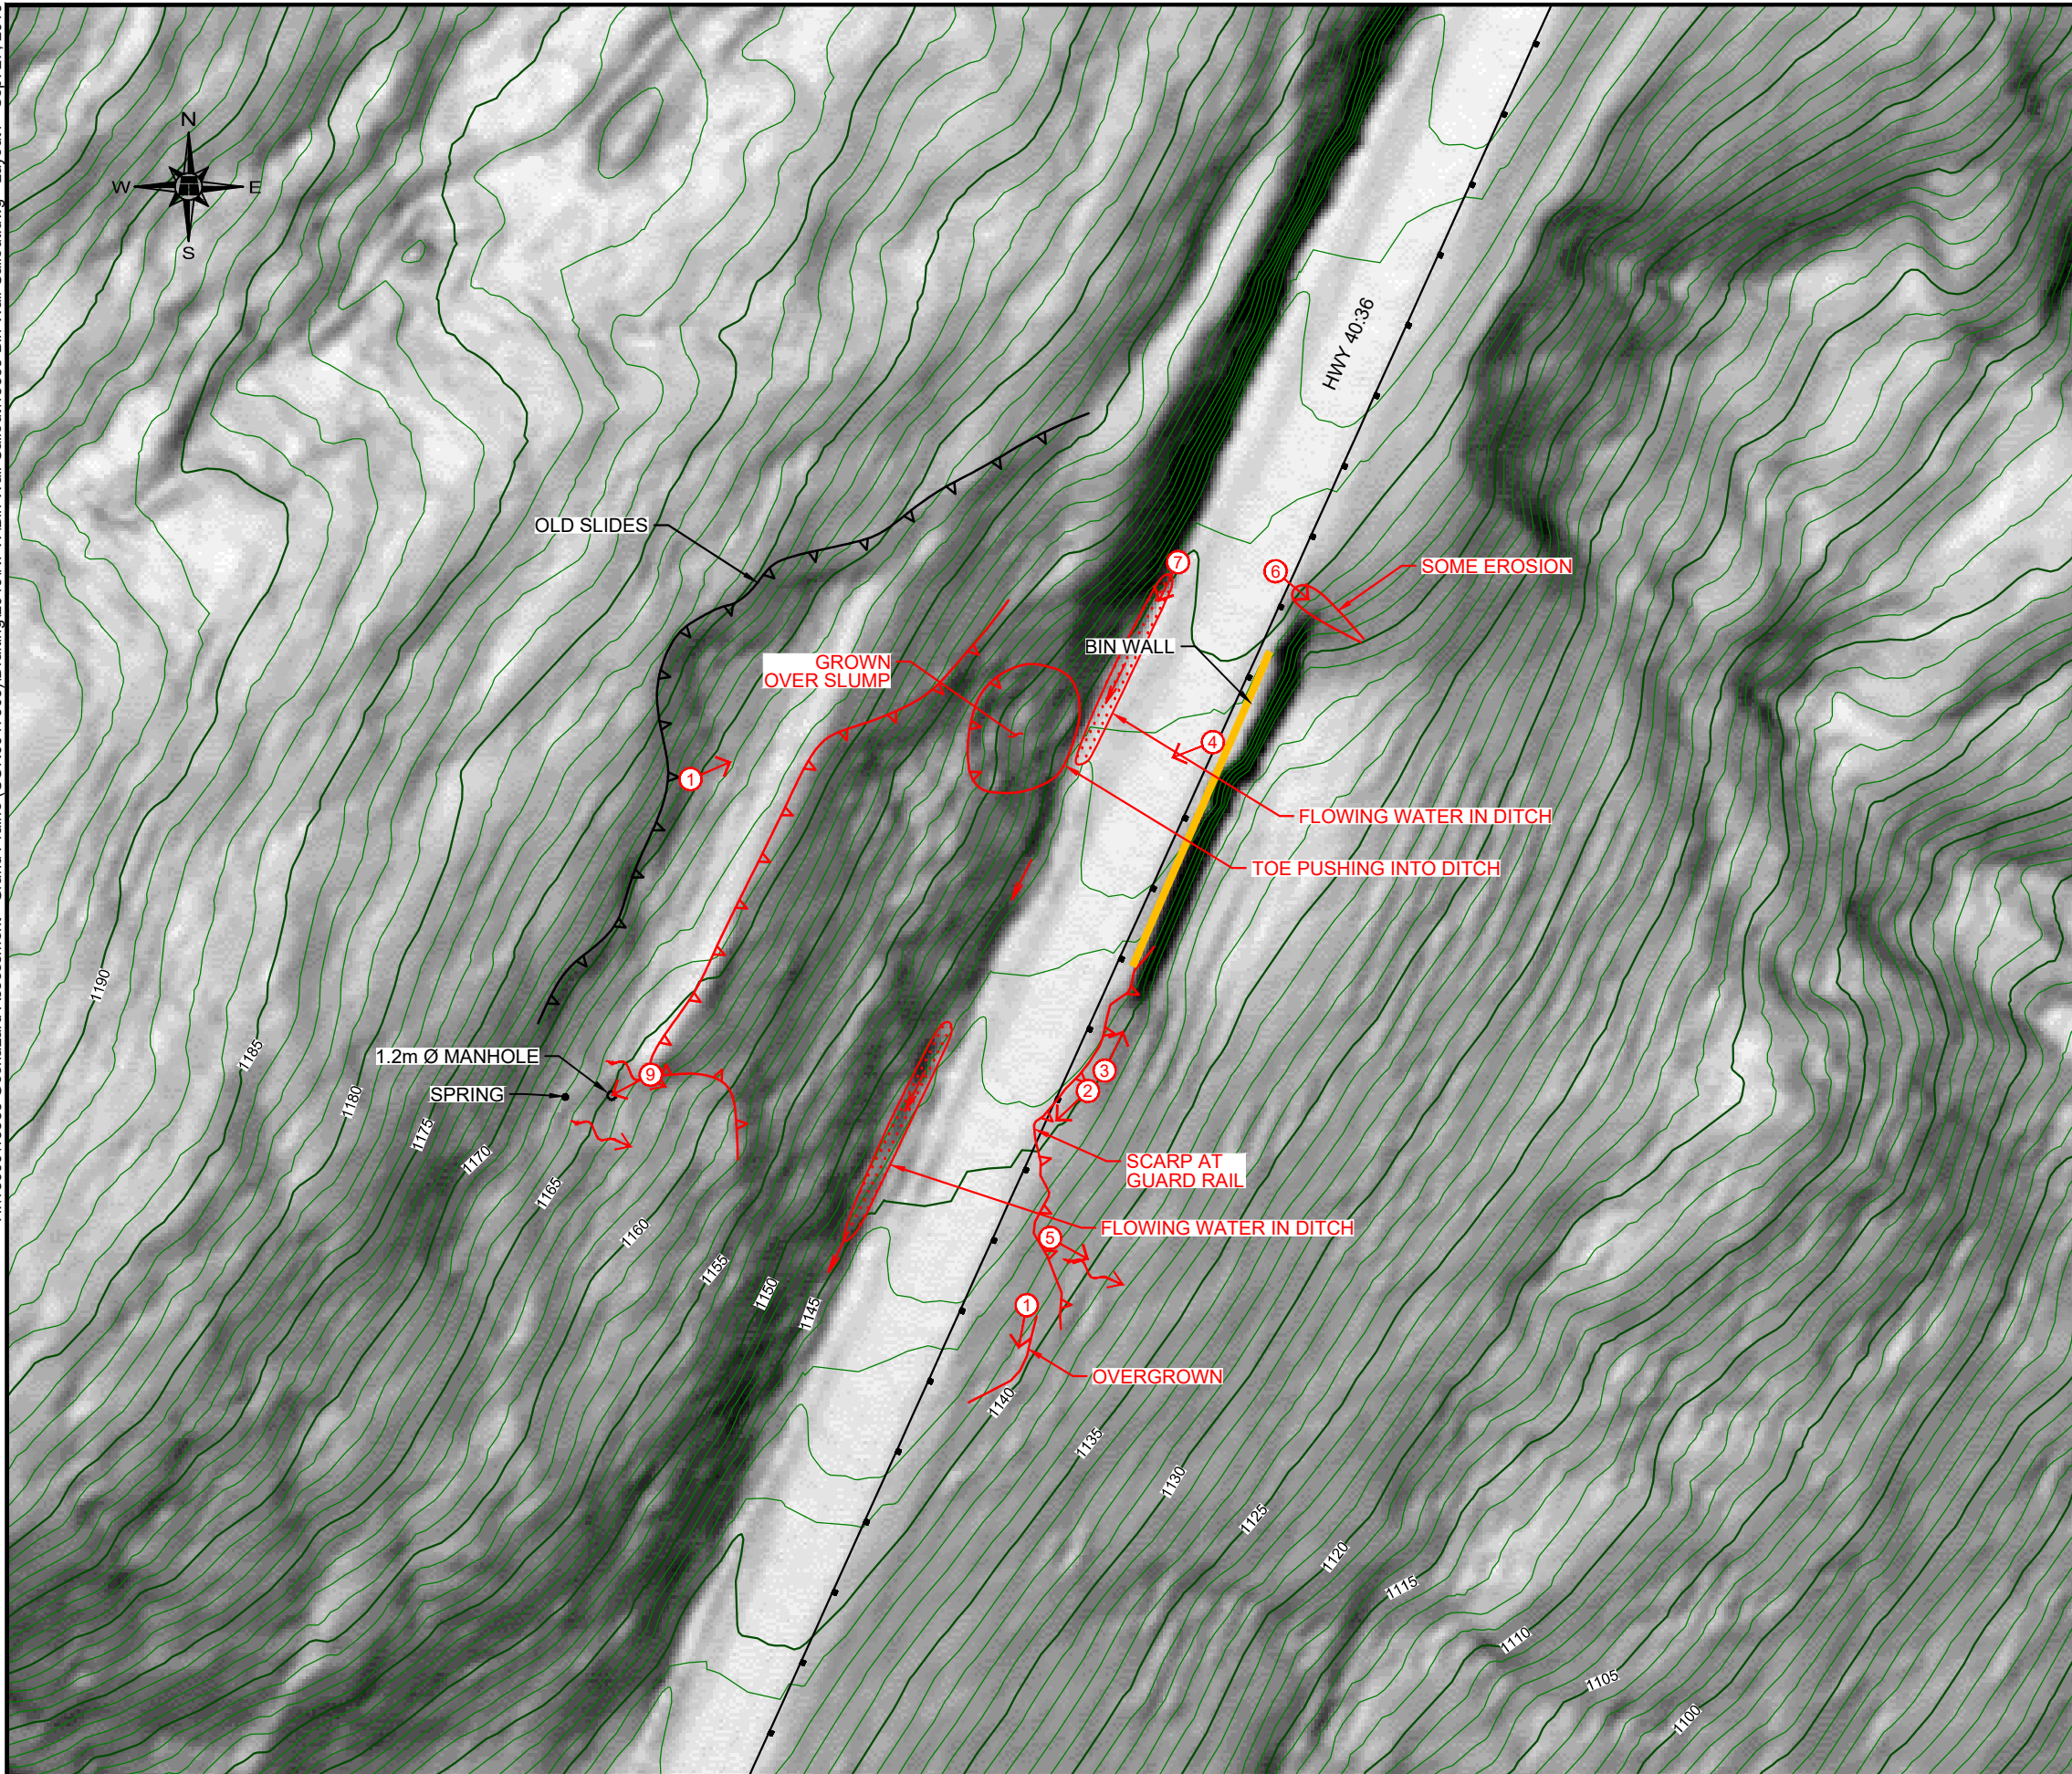 N
W E
S
HWY 40:36
OLD SLIDES
7
6
SOME EROSION
BIN WALL
GROWN
OVER SLUMP
4
1
FLOWING WATER IN DITCH
TOE PUSHING INTO DITCH
1190
1185
1180
1175
1170
1165
1160
1155
1150
1145
1.2m Ø MANHOLE
SPRING
9
3
2
SCARP AT
GUARD RAIL
FLOWING WATER IN DITCH
5
1
OVERGROWN
1140
1135
1130
1125
1120
1115
1110
1105
1100